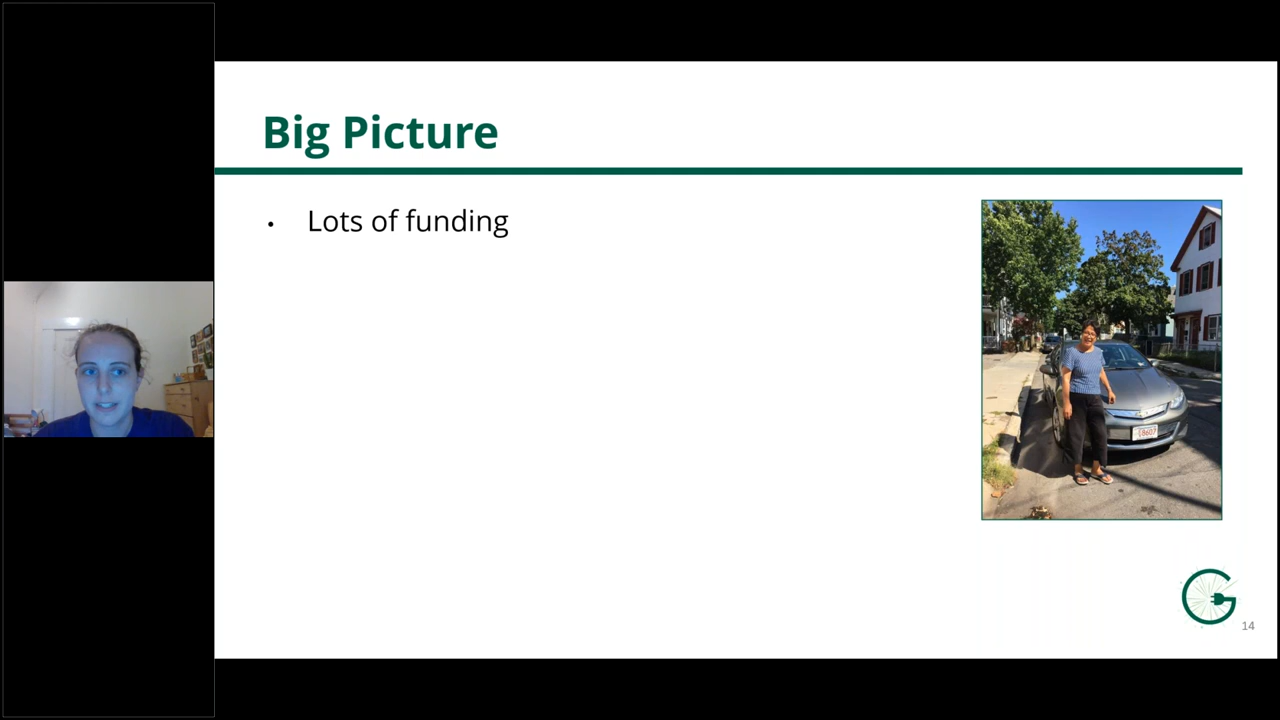 Big Picture
• Lots of funding
14